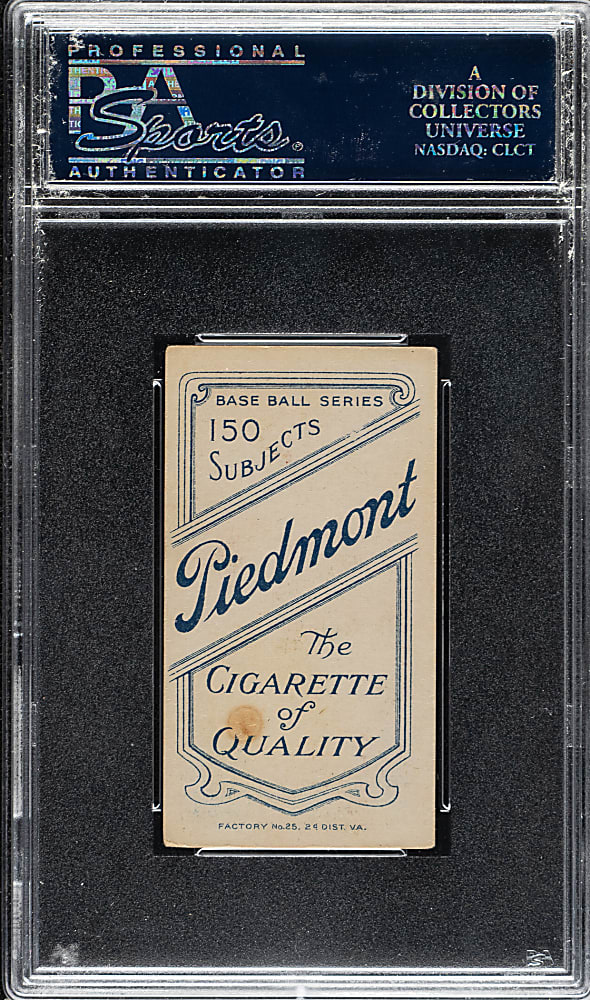 PROFESSIONAL
PSA
Sports®
AUTHENTICATOR
A
DIVISION OF
COLLECTORS
UNIVERSE
NASDAQ: CLCT
BASE BALL SERIES
150
SUBJECTS
Piedmont
The
CIGARETTE
of
QUALITY
FACTORY No. 25, 2d DIST. VA.
PSA